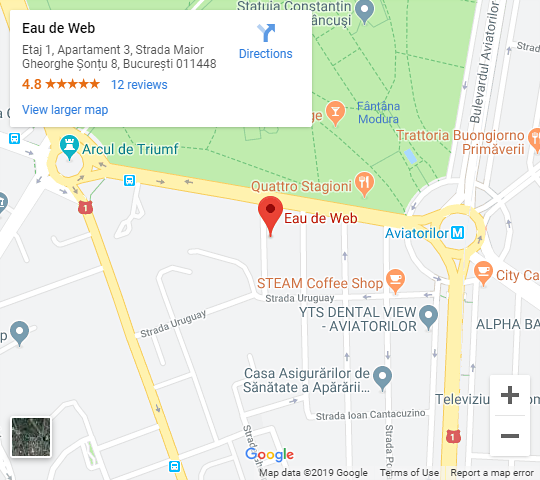 Statuia Constantin
Brâncuși
Eau de Web
Etaj 1, Apartament 3, Strada Maior
Gheorghe Șonțu 8, București 011448
Directions
4.8 ★★★★★ 12 reviews
View larger map
Bulevardul Aviatorilor
Fântâna
Modura
Arcul de Triumf
Trattoria Buongiorno
Primăverii
Quattro Stagioni
1
Eau de Web
Aviatorilor
M
City Ca
STEAM Coffee Shop
Strada Uruguay
Strada Uruguay
YTS DENTAL VIEW
- AVIATORILOR
ALPHA BA
Casa Asigurărilor de
Sănătate a Apărării...
Strada Ioan Cantacuzino
1
+
−
Google
Map data ©2019 Google Terms of Use Report a map error